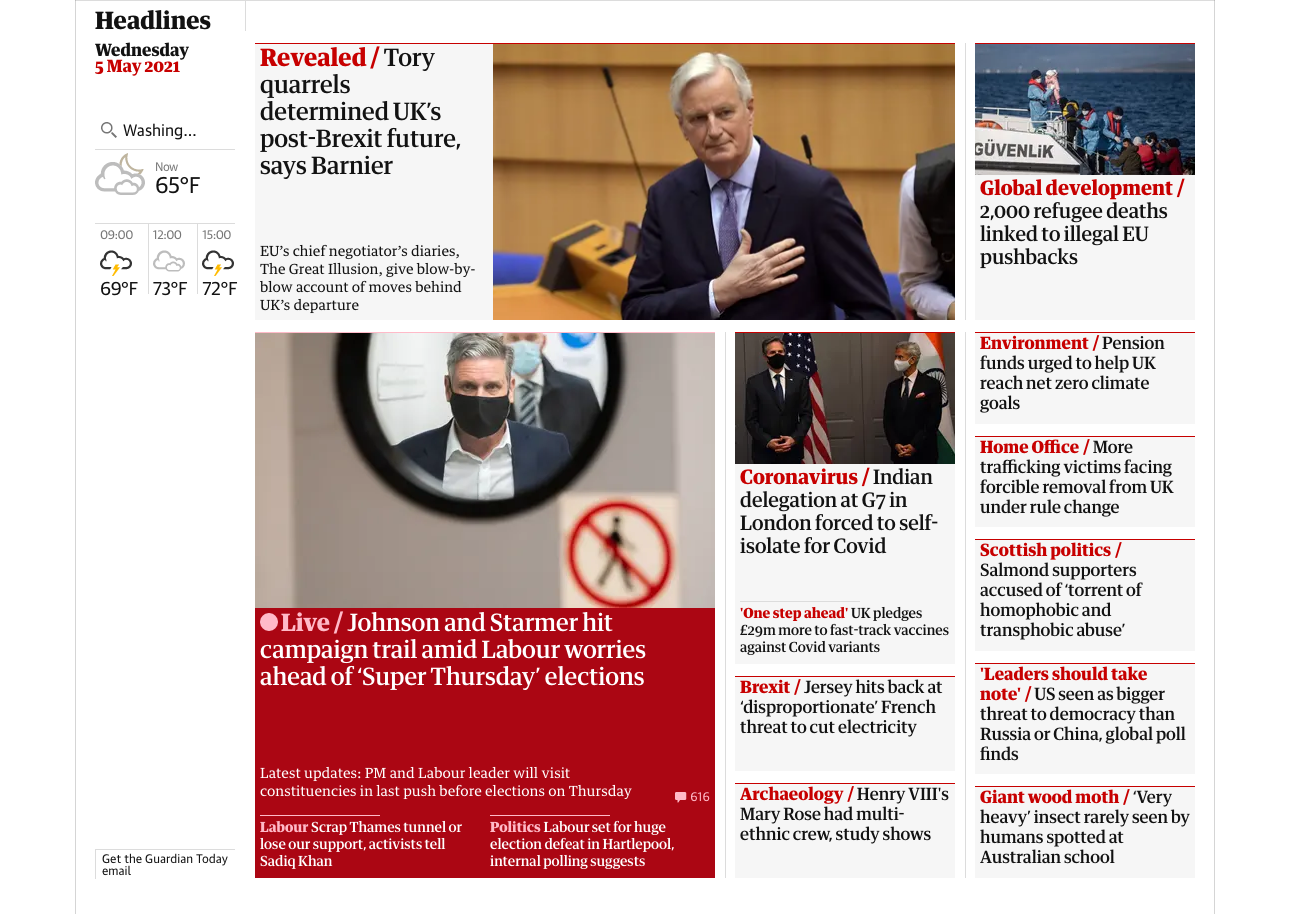 Headlines
Wednesday
5 May 2021
Washing...
Now
65°F
09:00
12:00
15:00
69°F
73°F
72°F
Get the Guardian Today
email
Revealed / Tory
quarrels
determined UK’s
post-Brexit future,
says Barnier
EU’s chief negotiator’s diaries,
The Great Illusion, give blow-by-
blow account of moves behind
UK’s departure
GÜVENLİK
Global development /
2,000 refugee deaths
linked to illegal EU
pushbacks
Live / Johnson and Starmer hit
campaign trail amid Labour worries
ahead of ‘Super Thursday’ elections
Latest updates: PM and Labour leader will visit
constituencies in last push before elections on Thursday
616
Labour Scrap Thames tunnel or
lose our support, activists tell
Sadiq Khan
Politics Labour set for huge
election defeat in Hartlepool,
internal polling suggests
Coronavirus / Indian
delegation at G7 in
London forced to self-
isolate for Covid
'One step ahead' UK pledges
£29m more to fast-track vaccines
against Covid variants
Brexit / Jersey hits back at
‘disproportionate’ French
threat to cut electricity
Archaeology / Henry VIII's
Mary Rose had multi-
ethnic crew, study shows
Environment / Pension
funds urged to help UK
reach net zero climate
goals
Home Office / More
trafficking victims facing
forcible removal from UK
under rule change
Scottish politics /
Salmond supporters
accused of ‘torrent of
homophobic and
transphobic abuse’
'Leaders should take
note' / US seen as bigger
threat to democracy than
Russia or China, global poll
finds
Giant wood moth / ‘Very
heavy’ insect rarely seen by
humans spotted at
Australian school